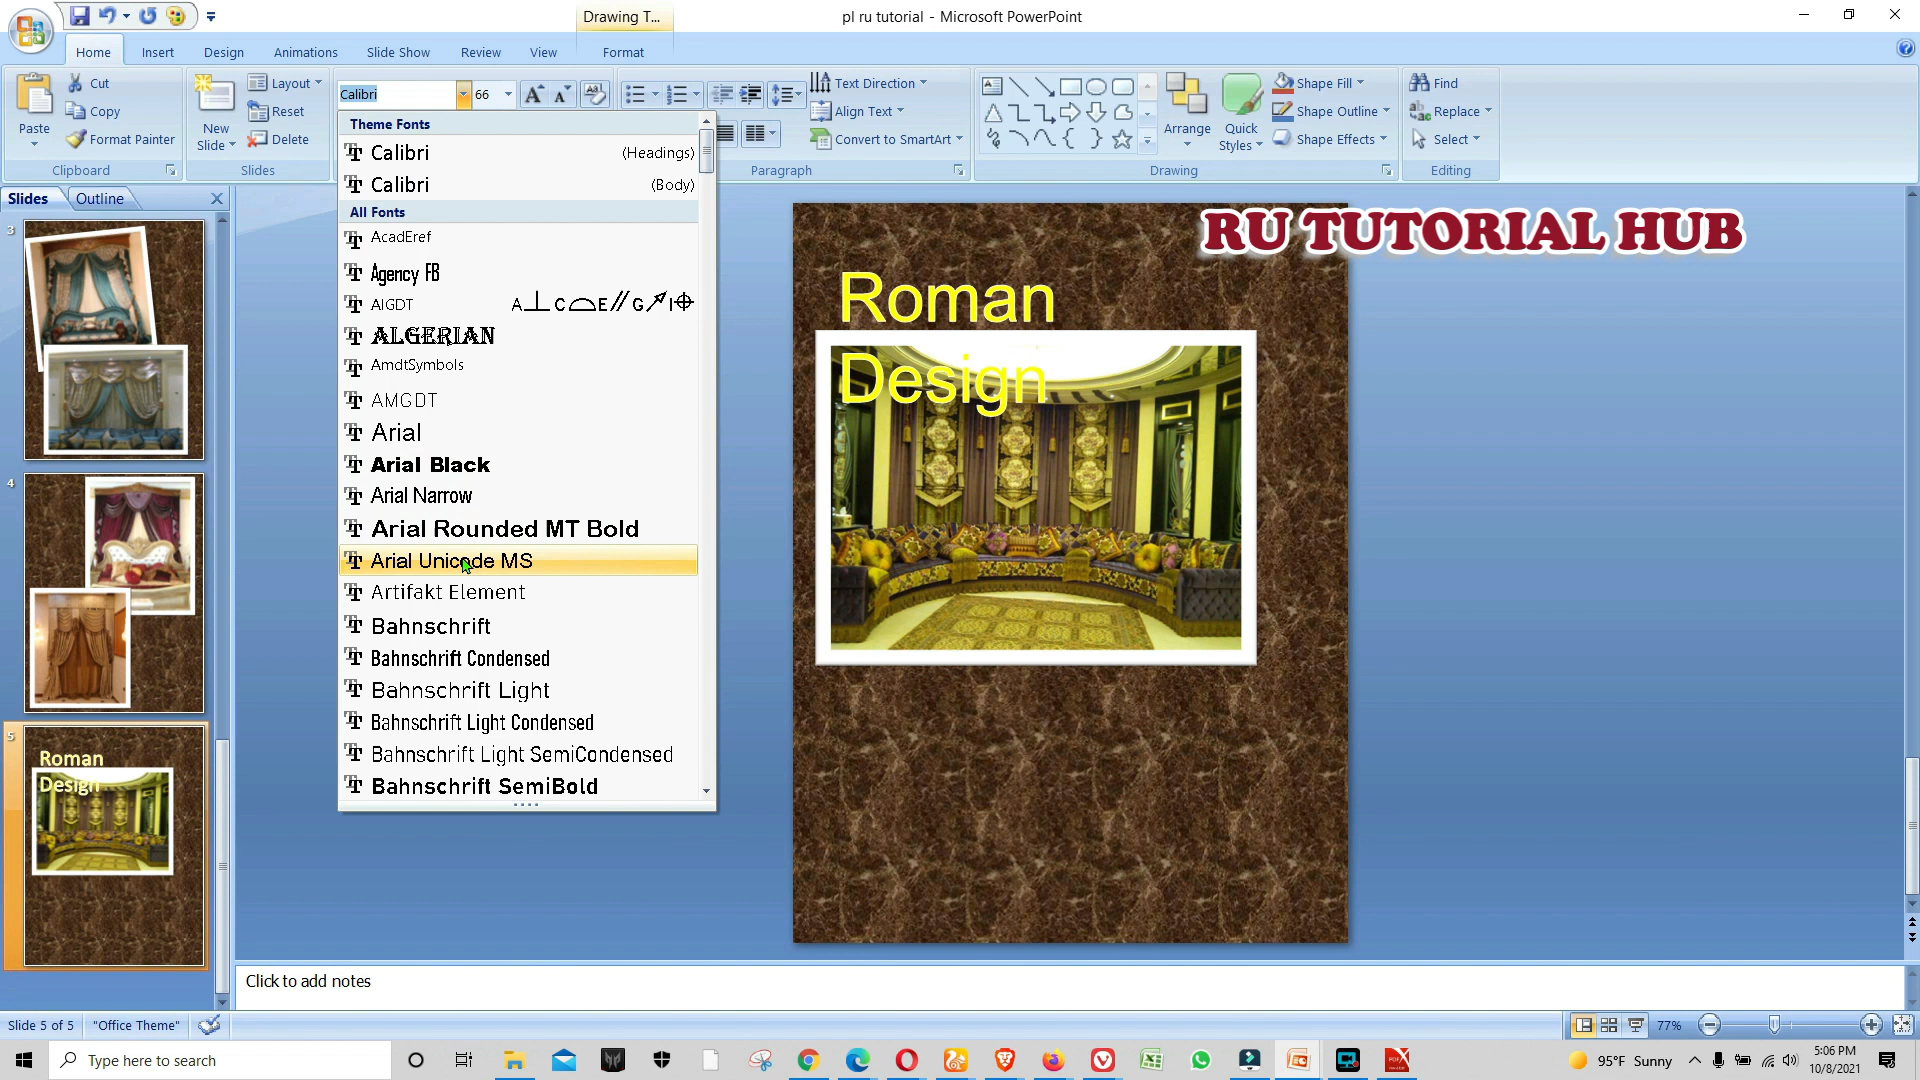 Drawing T...
pl ru tutorial - Microsoft PowerPoint
Home
Insert
Design
Animations
Slide Show
Review
View
Format
Paste
Cut
Copy
Format Painter
Clipboard
New
Slide
Layout
Reset
Delete
Slides
Calibri
66
Text Direction
Align Text
Convert to SmartArt
Paragraph
Arrange
Quick
Styles
Shape Fill
Shape Outline
Shape Effects
Drawing
Find
Replace
Select
Editing
Slides
Outline
Theme Fonts
Calibri (Headings)
Calibri (Body)
All Fonts
AcadEref
Agency FB
AIGDT
ALGERIAN
AmdtSymbols
AMGDT
Arial
Arial Black
Arial Narrow
Arial Rounded MT Bold
Arial Unicode MS
Artifakt Element
Bahnschrift
Bahnschrift Condensed
Bahnschrift Light
Bahnschrift Light Condensed
Bahnschrift Light SemiCondensed
Bahnschrift SemiBold
3
4
5
Roman
Design
RU TUTORIAL HUB
Roman
Design
Click to add notes
Slide 5 of 5
"Office Theme"
77%
Type here to search
95°F Sunny
5:06 PM
10/8/2021